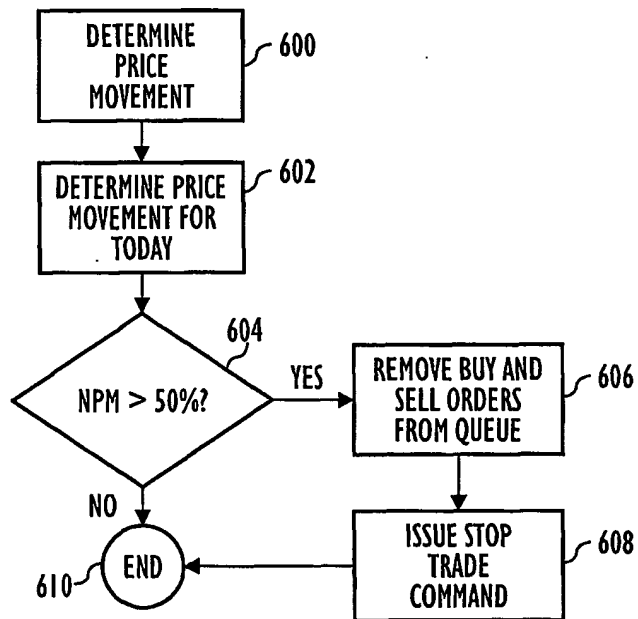 DETERMINE
PRICE
MOVEMENT
600
DETERMINE PRICE
MOVEMENT FOR
TODAY
602
NPM > 50%?
604
YES
REMOVE BUY AND
SELL ORDERS
FROM QUEUE
606
NO
END
610
ISSUE STOP
TRADE
COMMAND
608